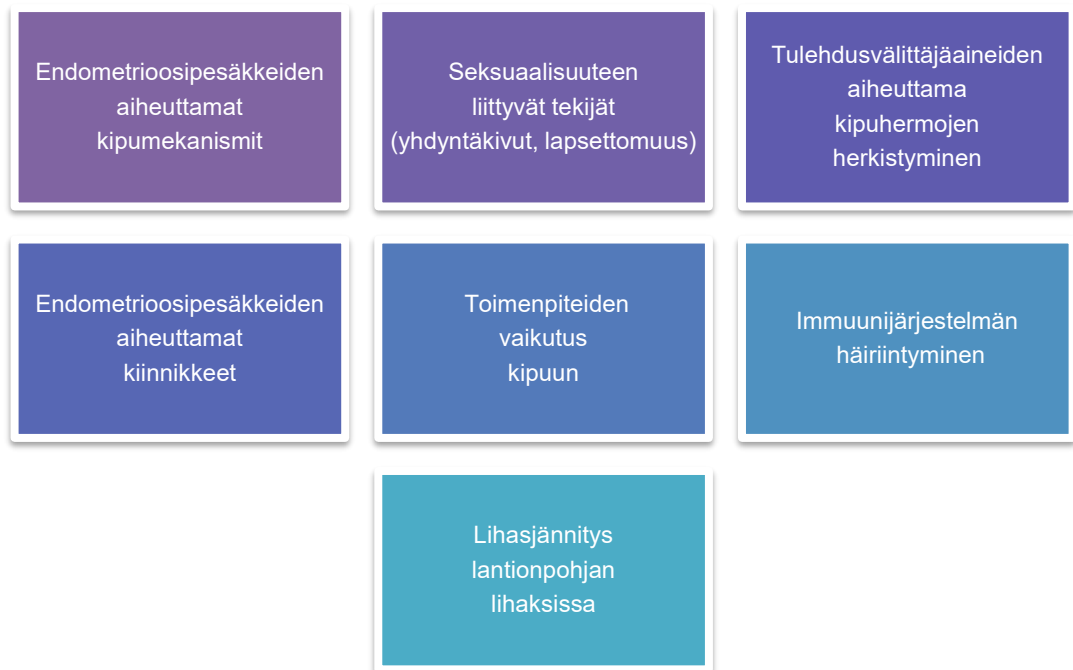 Endometrioosipesäkkeiden
aiheuttamat
kipumekanismit
Seksuaalisuuteen
liittyvät tekijät
(yhdyntäkivut, lapsettomuus)
Tulehdusvälittäjäaineiden
aiheuttama
kipuhermojen
herkistyminen
Endometrioosipesäkkeiden
aiheuttamat
kiinnikkeet
Toimenpiteiden
vaikutus
kipuun
Immuunijärjestelmän
häiriintyminen
Lihasjännitys
lantionpohjan
lihaksissa